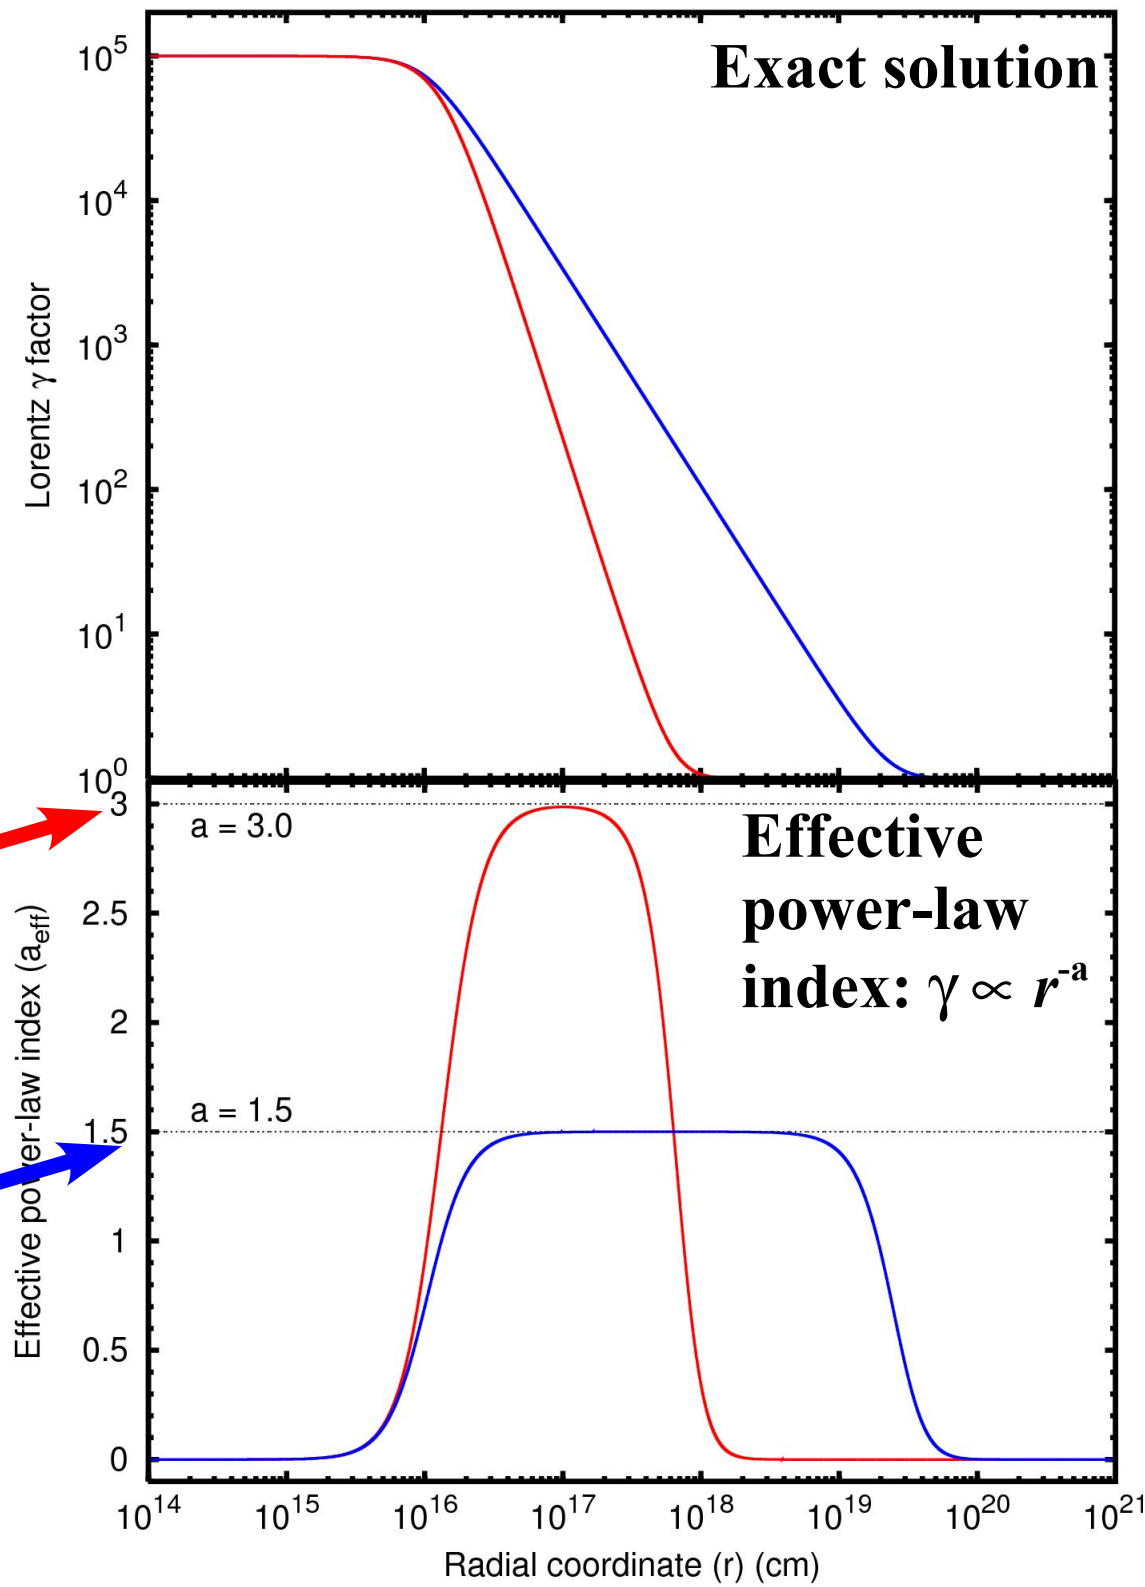 Exact solution
10^5
10^4
10^3
10^2
10^1
10^0
Lorentz γ factor
3
2.5
2
1.5
1
0.5
0
Effective power-law index (a_eff)
a = 3.0
a = 1.5
Effective
power-law
index: γ ∝ r^-a
10^14 10^15 10^16 10^17 10^18 10^19 10^20 10^21
Radial coordinate (r) (cm)